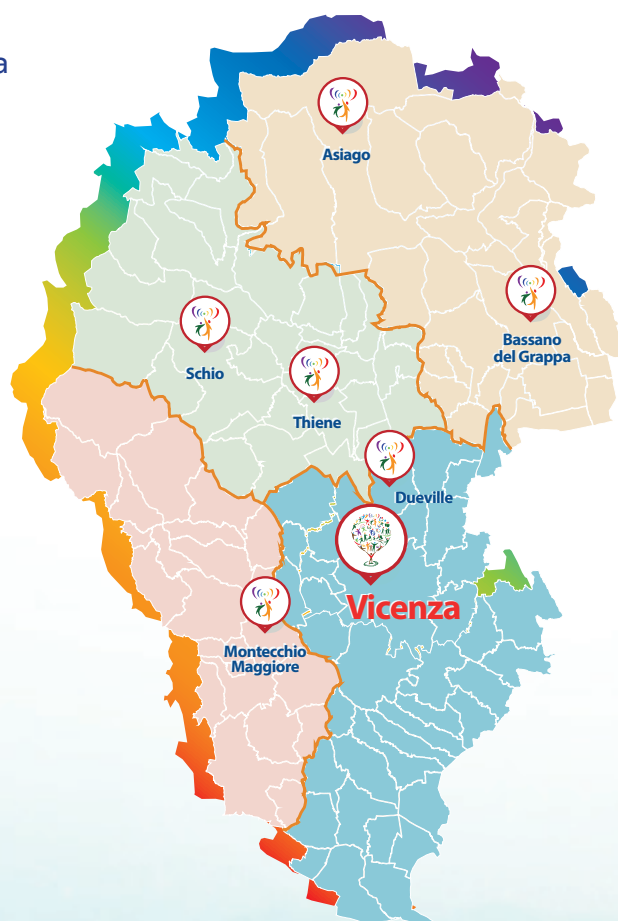 a
Asiago
Bassano
del Grappa
Schio
Thiene
Dueville
Vicenza
Montecchio
Maggiore